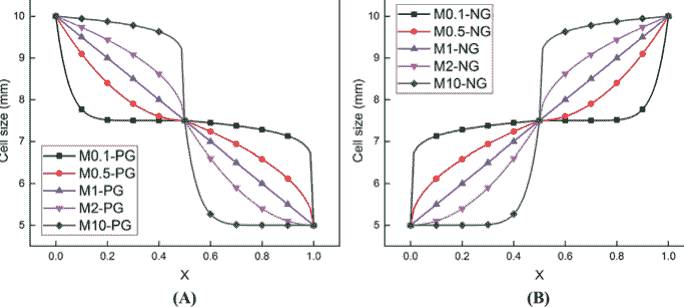 10
9
8
7
6
5
Cell size (mm)
M0.1-PG
M0.5-PG
M1-PG
M2-PG
M10-PG
0.0 0.2 0.4 0.6 0.8 1.0
X
(A)
10
9
8
7
6
5
Cell size (mm)
M0.1-NG
M0.5-NG
M1-NG
M2-NG
M10-NG
0.0 0.2 0.4 0.6 0.8 1.0
X
(B)